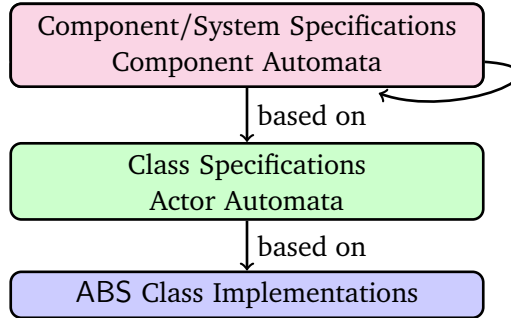 Component/System Specifications
Component Automata
based on
Class Specifications
Actor Automata
based on
ABS Class Implementations